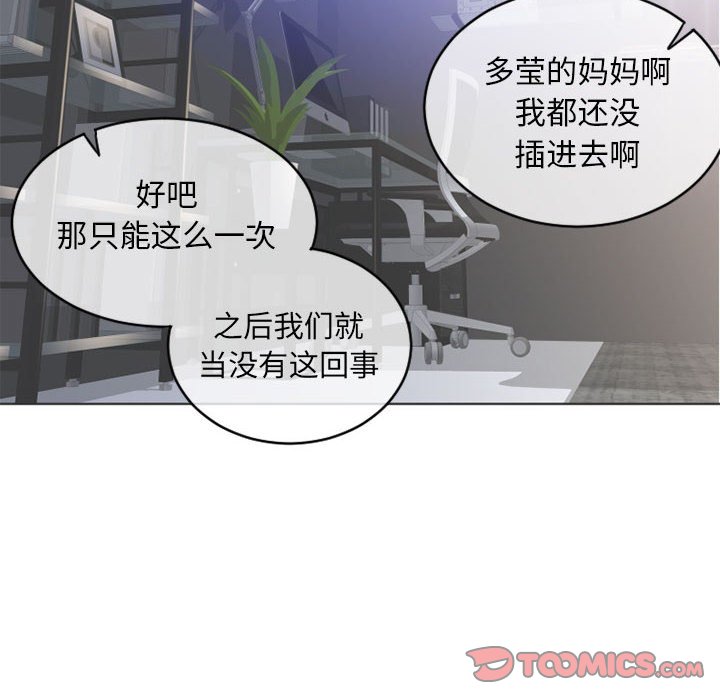 多莹的妈妈啊
我都还没
插进去啊
好吧
那只能这么一次
之后我们就
当没有这回事
TOOMICS.COM